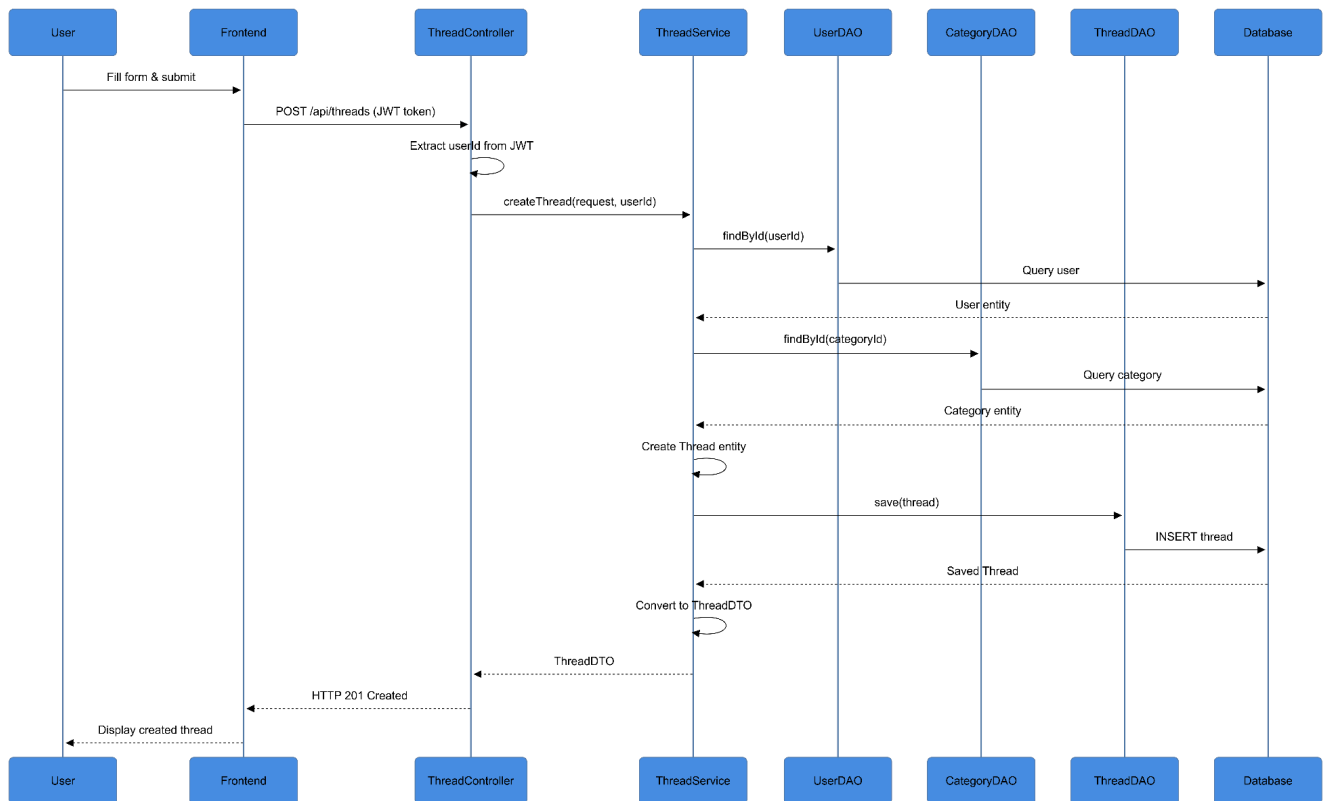 User
Frontend
ThreadController
ThreadService
UserDAO
CategoryDAO
ThreadDAO
Database
Fill form & submit
POST /api/threads (JWT token)
Extract userId from JWT
createThread(request, userId)
findById(userId)
Query user
User entity
findById(categoryId)
Query category
Category entity
Create Thread entity
save(thread)
INSERT thread
Saved Thread
Convert to ThreadDTO
ThreadDTO
HTTP 201 Created
Display created thread
User
Frontend
ThreadController
ThreadService
UserDAO
CategoryDAO
ThreadDAO
Database